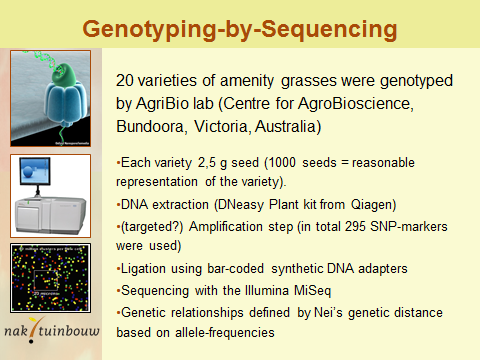 Genotyping-by-Sequencing
20 varieties of amenity grasses were genotyped
by AgriBio lab (Centre for AgroBioscience,
Bundoora, Victoria, Australia)
•Each variety 2,5 g seed (1000 seeds = reasonable
representation of the variety).
•DNA extraction (DNeasy Plant kit from Qiagen)
•(targeted?) Amplification step (in total 295 SNP-markers
were used)
•Ligation using bar-coded synthetic DNA adapters
•Sequencing with the Illumina MiSeq
•Genetic relationships defined by Nei's genetic distance
based on allele-frequencies
nak tuinbouw